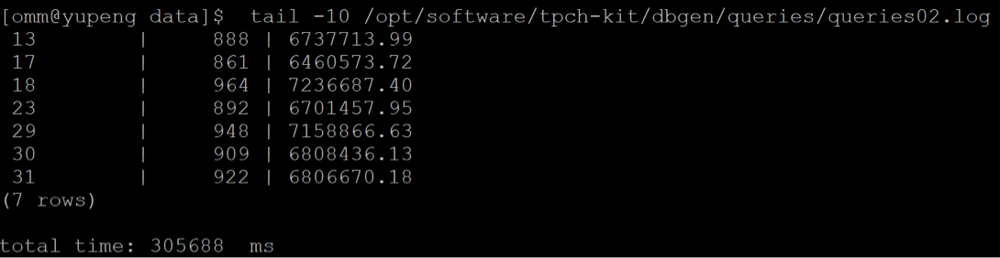 [omm@yupeng data]$  tail -10 /opt/software/tpch-kit/dbgen/queries/queries02.log
 13        |      888 | 6737713.99
 17        |      861 | 6460573.72
 18        |      964 | 7236687.40
 23        |      892 | 6701457.95
 29        |      948 | 7158866.63
 30        |      909 | 6808436.13
 31        |      922 | 6806670.18
(7 rows)
total time: 305688  ms